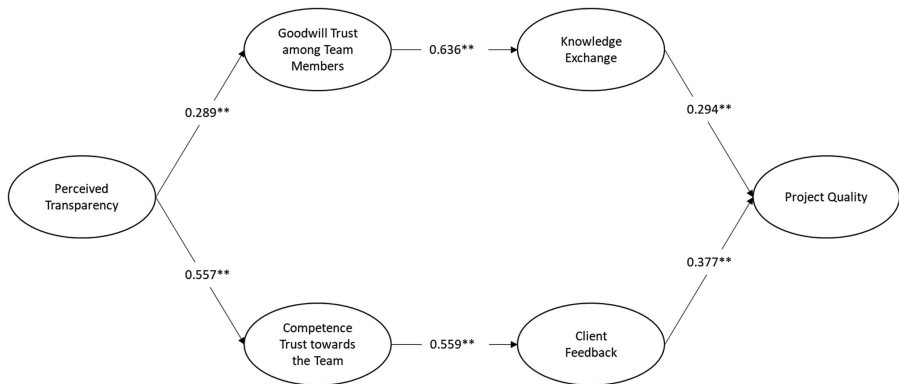 Goodwill Trust
among Team
Members
0.636**
Knowledge
Exchange
0.289**
0.294**
Perceived
Transparency
Project Quality
0.557**
0.377**
Competence
Trust towards
the Team
0.559**
Client
Feedback